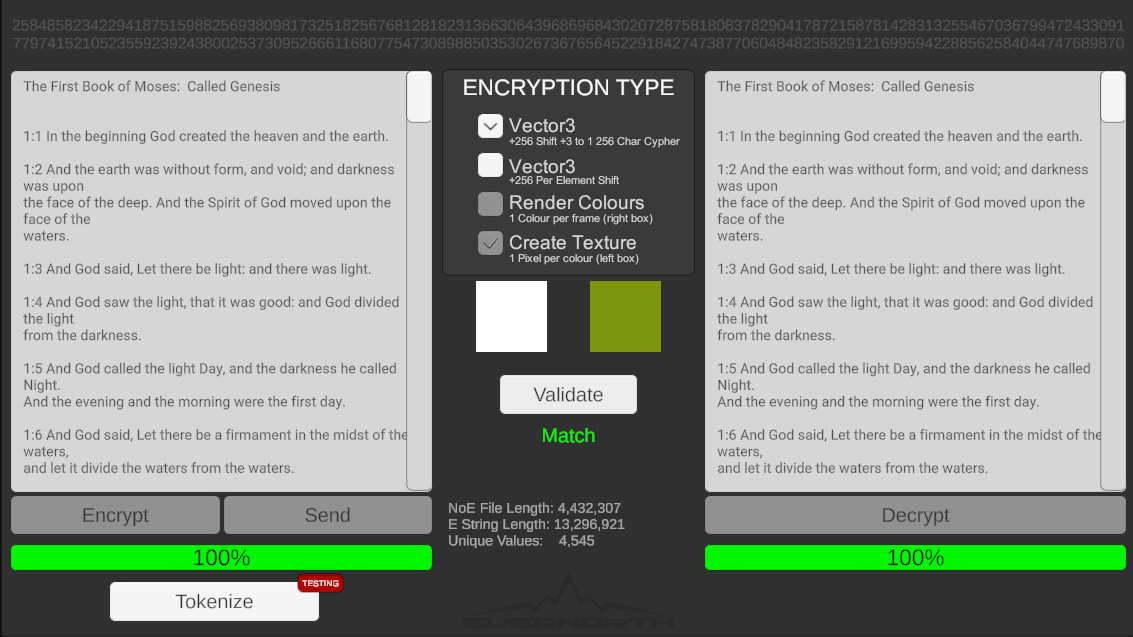 25848582342294187515988256938098173251825676812818231366306439686968430207287581808378290417872158781428313255467036799472433091
77974152105235592392438002537309526661168077547308988503530267367656452291842747387706048482358291216995942288562584044747689870
The First Book of Moses:  Called Genesis
1:1 In the beginning God created the heaven and the earth.
1:2 And the earth was without form, and void; and darkness
was upon
the face of the deep. And the Spirit of God moved upon the
face of the
waters.
1:3 And God said, Let there be light: and there was light.
1:4 And God saw the light, that it was good: and God divided
the light
from the darkness.
1:5 And God called the light Day, and the darkness he called
Night.
And the evening and the morning were the first day.
1:6 And God said, Let there be a firmament in the midst of the
waters,
and let it divide the waters from the waters.
Encrypt
Send
100%
TESTING
Tokenize
ENCRYPTION TYPE
Vector3
+256 Shift +3 to 1 256 Char Cypher
Vector3
+256 Per Element Shift
Render Colours
1 Colour per frame (right box)
Create Texture
1 Pixel per colour (left box)
Validate
Match
NoE File Length: 4,432,307
E String Length: 13,296,921
Unique Values: 4,545
EVERNORTH
The First Book of Moses:  Called Genesis
1:1 In the beginning God created the heaven and the earth.
1:2 And the earth was without form, and void; and darkness
was upon
the face of the deep. And the Spirit of God moved upon the
face of the
waters.
1:3 And God said, Let there be light: and there was light.
1:4 And God saw the light, that it was good: and God divided
the light
from the darkness.
1:5 And God called the light Day, and the darkness he called
Night.
And the evening and the morning were the first day.
1:6 And God said, Let there be a firmament in the midst of the
waters,
and let it divide the waters from the waters.
Decrypt
100%